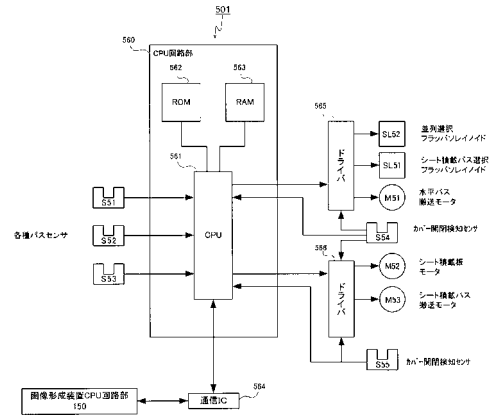 501
560
CPU回路部
562
563
ROM
RAM
565
SL52
並列選択
フラッパソレイノイド
ドライバ
SL51
シート積載パス選択
フラッパソレイノイド
561
M51
水平パス
搬送モータ
S51
CPU
S54
カバー開閉検知センサ
各種パスセンサ
S52
566
M52
シート積載板
モータ
S53
ドライバ
M53
シート積載パス
搬送モータ
S55
カバー開閉検知センサ
画像形成装置CPU回路部
150
通信IC
564